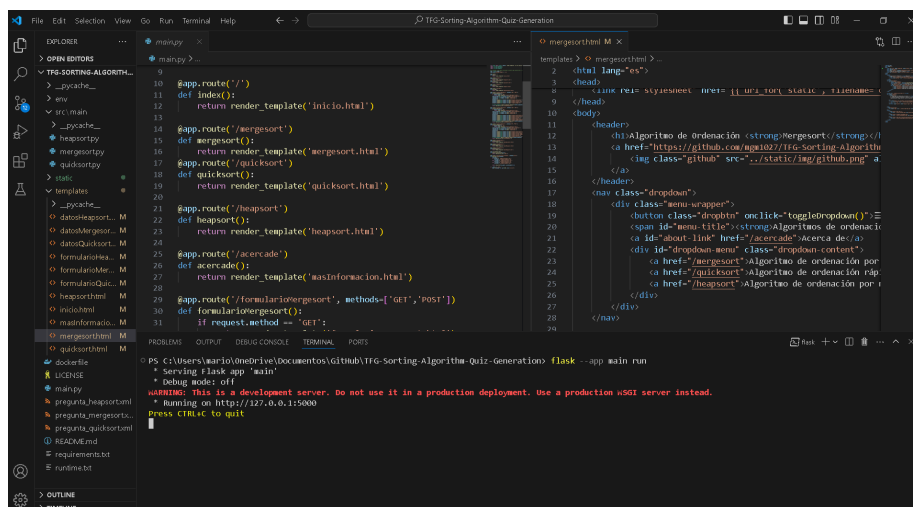 File Edit Selection View Go Run Terminal Help
TFG-Sorting-Algorithm-Quiz-Generation
EXPLORER
OPEN EDITORS
TFG-SORTING-ALGORITH...
__pycache__
env
src\main
__pycache__
heapsort.py
mergesort.py
quicksort.py
static
templates
__pycache__
datosHeapsort... M
datosMergesor... M
datosQuicksort... M
formularioHea... M
formularioMer... M
formularioQuic... M
heapsort.html M
inicio.html M
masInformacio... M
mergesort.html M
quicksort.html M
dockerfile
LICENSE
main.py
pregunta_heapsort.xml
pregunta_mergesort.x...
pregunta_quicksort.xml
README.md
requirements.txt
runtime.txt
OUTLINE
main.py
main.py > ...
9
10 @app.route('/')
11 def index():
12 return render_template('inicio.html')
13
14 @app.route('/mergesort')
15 def mergesort():
16 return render_template('mergesort.html')
17 @app.route('/quicksort')
18 def quicksort():
19 return render_template('quicksort.html')
20
21 @app.route('/heapsort')
22 def heapsort():
23 return render_template('heapsort.html')
24
25 @app.route('/acercade')
26 def acercade():
27 return render_template('masInformacion.html')
28
29 @app.route('/formularioMergesort', methods=['GET','POST'])
30 def formularioMergesort():
31 if request.method == 'GET':
mergesort.html M
templates > mergesort.html > ...
2 <html lang="es">
3 <head>
8 <link rel="stylesheet" href="{{ url_for('static', filename=
9 </head>
10 <body>
11 <header>
12 <h1>Algoritmo de Ordenación <strong>Mergesort</strong></h
13 <a href="https://github.com/mgm1027/TFG-Sorting-Algorith
14 <img class="github" src="../static/img/github.png" a
15 </a>
16 </header>
17 <nav class="dropdown">
18 <div class="menu-wrapper">
19 <button class="dropbtn" onclick="toggleDropdown()">☰
20 <span id="menu-title"><strong>Algoritmos de ordenació
21 <a id="about-link" href="/acercade">Acerca de</a>
22 <div id="dropdown-menu" class="dropdown-content">
23 <a href="/mergesort">Algoritmo de ordenación por
24 <a href="/quicksort">Algoritmo de ordenación rápi
25 <a href="/heapsort">Algoritmo de ordenación por m
26 </div>
27 </div>
28 </nav>
29
PROBLEMS OUTPUT DEBUG CONSOLE TERMINAL PORTS
flask
PS C:\Users\mario\OneDrive\Documentos\GitHub\TFG-Sorting-Algorithm-Quiz-Generation> flask --app main run
* Serving Flask app 'main'
* Debug mode: off
WARNING: This is a development server. Do not use it in a production deployment. Use a production WSGI server instead.
* Running on http://127.0.0.1:5000
Press CTRL+C to quit